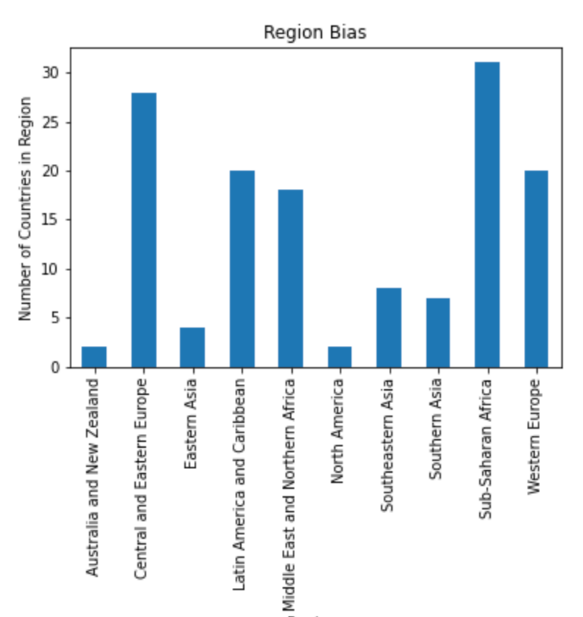 Region Bias
Number of Countries in Region
30
25
20
15
10
5
0
Australia and New Zealand
Central and Eastern Europe
Eastern Asia
Latin America and Caribbean
Middle East and Northern Africa
North America
Southeastern Asia
Southern Asia
Sub-Saharan Africa
Western Europe